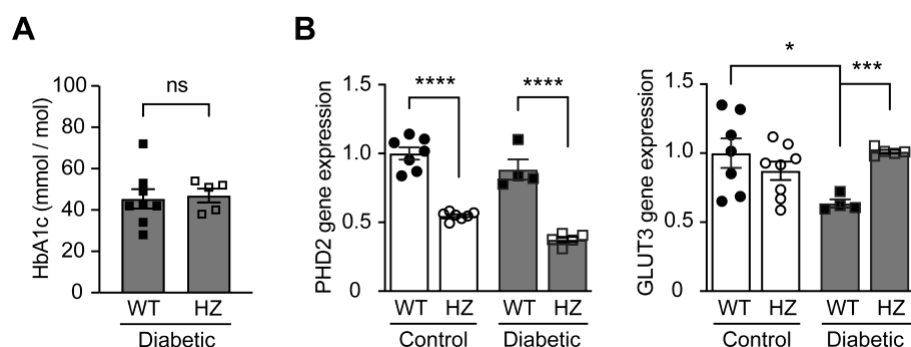 A
HbA1c (mmol / mol)
100
80
60
40
20
0
ns
WT HZ
Diabetic
B
PHD2 gene expression
1.5
1.0
0.5
0
**** ****
WT HZ WT HZ
Control Diabetic
GLUT3 gene expression
1.5
1.0
0.5
0
*
***
WT HZ WT HZ
Control Diabetic